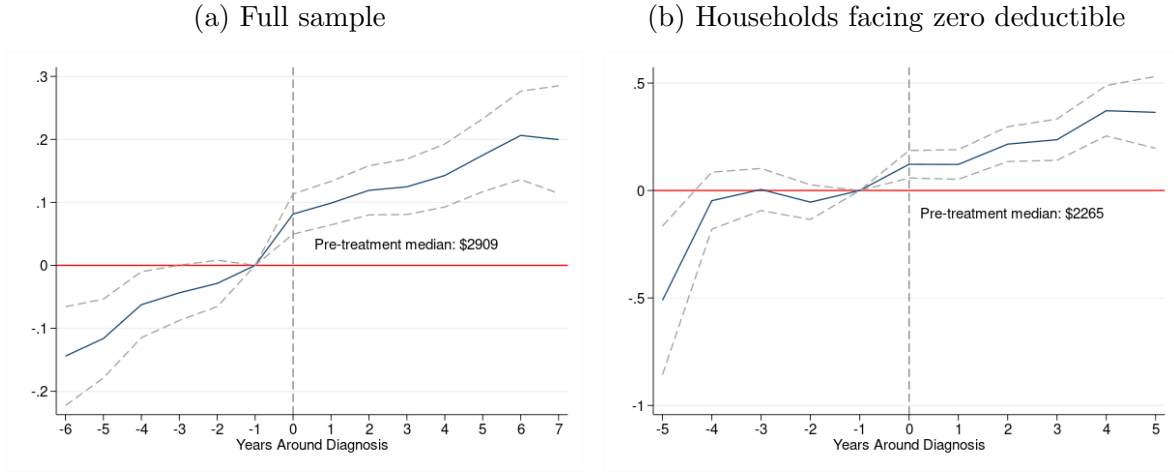 (a) Full sample
.3
.2
.1
0
-.1
-.2
Pre-treatment median: $2909
-6 -5 -4 -3 -2 -1 0 1 2 3 4 5 6 7
Years Around Diagnosis
(b) Households facing zero deductible
.5
0
-.5
-1
Pre-treatment median: $2265
-5 -4 -3 -2 -1 0 1 2 3 4 5
Years Around Diagnosis